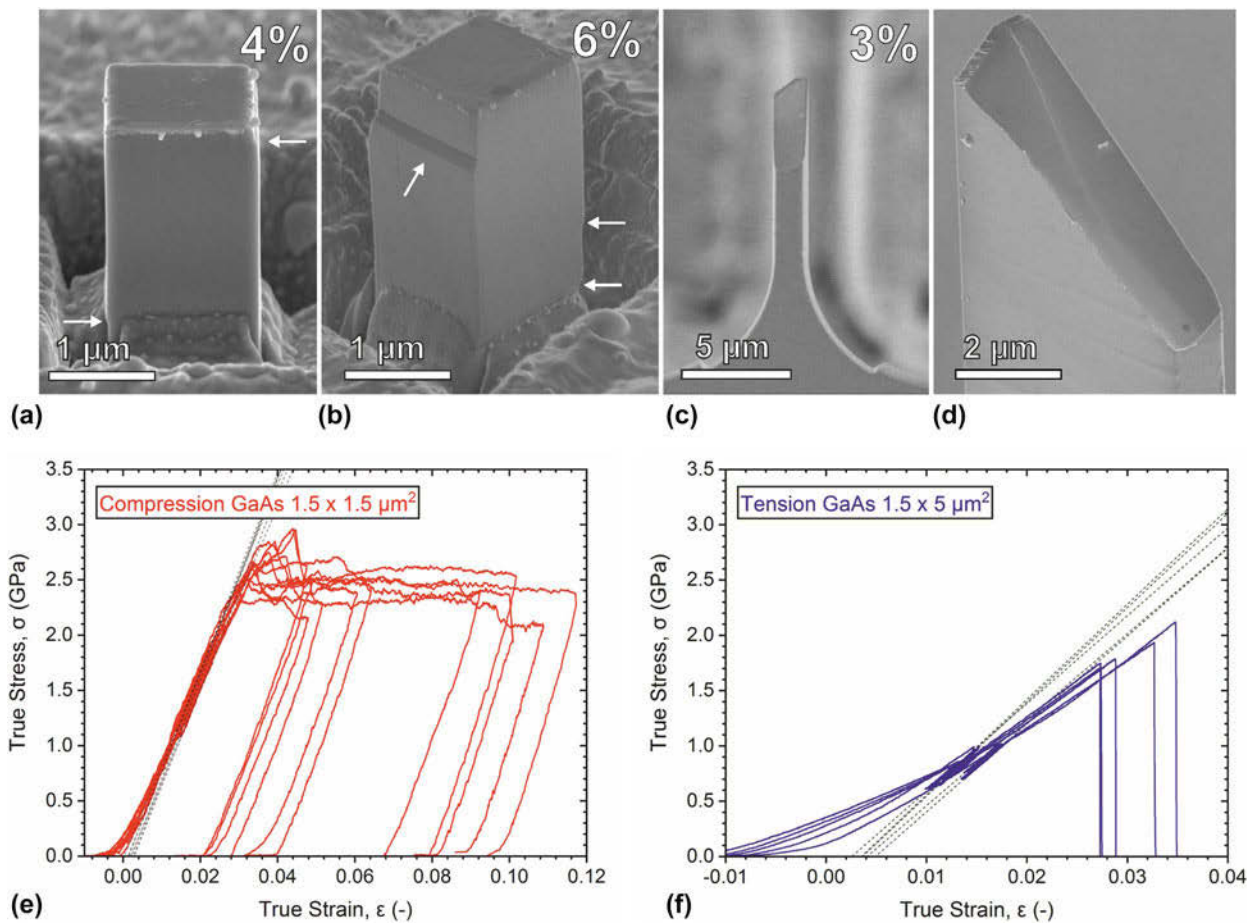 4%
6%
3%
1 µm
1 µm
5 µm
2 µm
(a)
(b)
(c)
(d)
3.5
3.0
2.5
2.0
1.5
1.0
0.5
0.0
True Stress, σ (GPa)
Compression GaAs 1.5 x 1.5 µm²
0.00
0.02
0.04
0.06
0.08
0.10
0.12
True Strain, ε (-)
(e)
3.5
3.0
2.5
2.0
1.5
1.0
0.5
0.0
True Stress, σ (GPa)
Tension GaAs 1.5 x 5 µm²
-0.01
0.00
0.01
0.02
0.03
0.04
True Strain, ε (-)
(f)